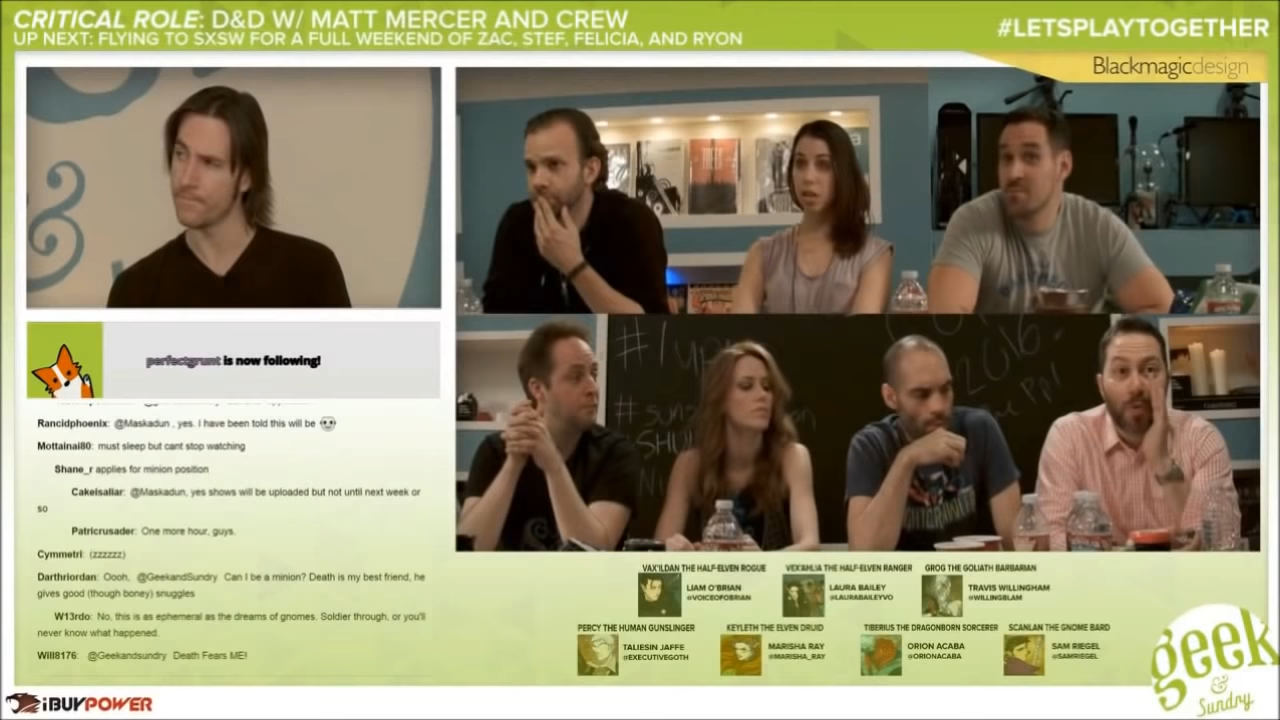 CRITICAL ROLE: D&D W/ MATT MERCER AND CREW
UP NEXT: FLYING TO SXSW FOR A FULL WEEKEND OF ZAC, STEF, FELICIA, AND RYON
#LETSPLAYTOGETHER
Blackmagicdesign
perfectgrunt is now following!
Rancidphoenix: @Maskadun , yes. I have been told this will be
Mottainai80: must sleep but cant stop watching
Shane_r applies for minion position
Cakeisaliar: @Maskadun, yes shows will be uploaded but not until next week or
so
Patricrusader: One more hour, guys.
Cymmetri: (zzzzzz)
Darthriordan: Oooh, @GeekandSundry Can I be a minion? Death is my best friend, he
gives good (though boney) snuggles
W13rdo: No, this is as ephemeral as the dreams of gnomes. Soldier through, or you'll
never know what happened.
Will8176: @Geekandsundry Death Fears ME!
2016
VAX'ILDAN THE HALF-ELVEN ROGUE
LIAM O'BRIAN
@VOICEOFOBRIAN
VEX'AHLIA THE HALF-ELVEN RANGER
LAURA BAILEY
@LAURABAILEYVO
GROG THE GOLIATH BARBARIAN
TRAVIS WILLINGHAM
@WILLINGBLAM
PERCY THE HUMAN GUNSLINGER
TALIESIN JAFFE
@EXECUTIVEGOTH
KEYLETH THE ELVEN DRUID
MARISHA RAY
@MARISHA_RAY
TIBERIUS THE DRAGONBORN SORCERER
ORION ACABA
@ORIONACABA
SCANLAN THE GNOME BARD
SAM RIEGEL
@SAMRIEGEL
geek
&
Sundry
iBUYPOWER